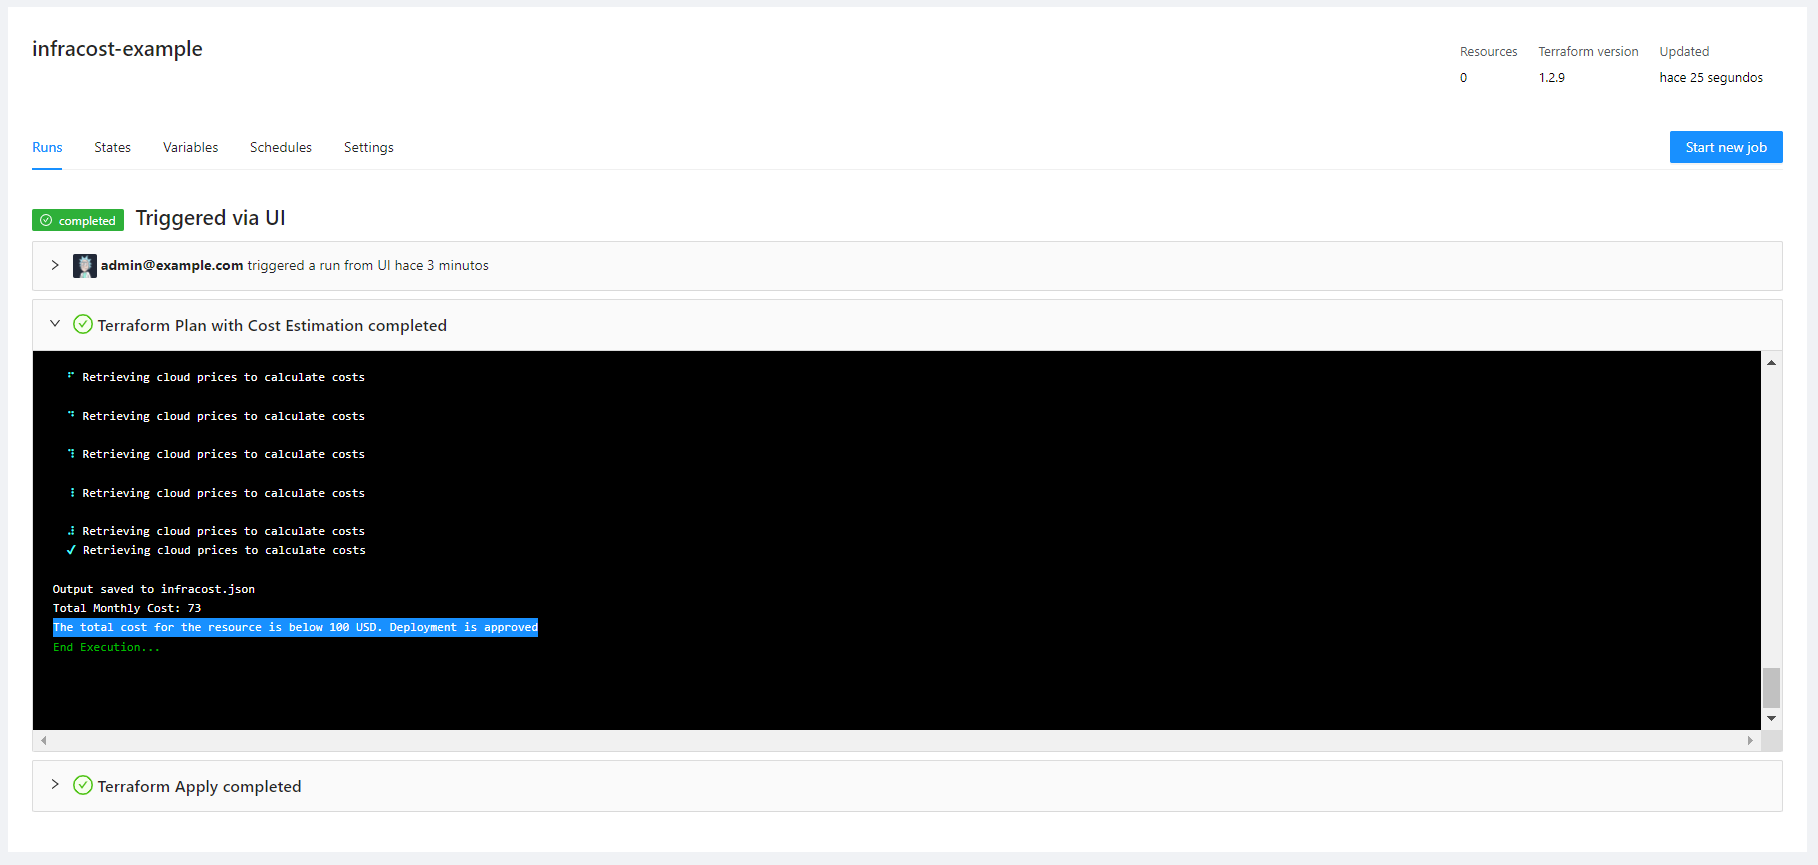 infracost-example
Resources Terraform version Updated
0 1.2.9 hace 25 segundos
Runs States Variables Schedules Settings Start new job
completed Triggered via UI
admin@example.com triggered a run from UI hace 3 minutos
Terraform Plan with Cost Estimation completed
Retrieving cloud prices to calculate costs
Retrieving cloud prices to calculate costs
Retrieving cloud prices to calculate costs
Retrieving cloud prices to calculate costs
Retrieving cloud prices to calculate costs
✓ Retrieving cloud prices to calculate costs
Output saved to infracost.json
Total Monthly Cost: 73
The total cost for the resource is below 100 USD. Deployment is approved
End Execution...
Terraform Apply completed